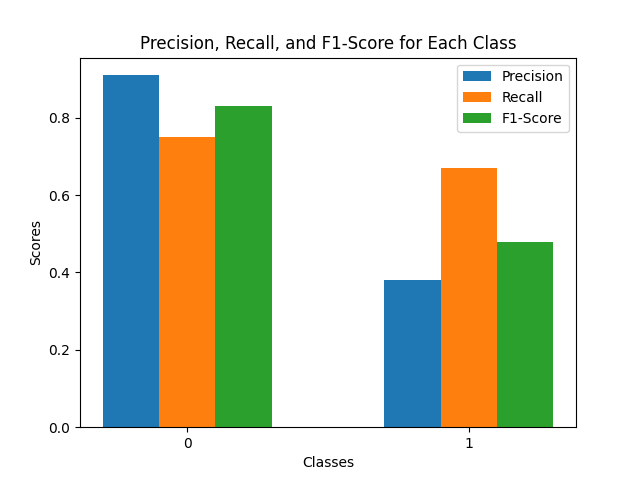 Precision, Recall, and F1-Score for Each Class
Precision
Recall
F1-Score
Scores
0.8
0.6
0.4
0.2
0.0
0
1
Classes